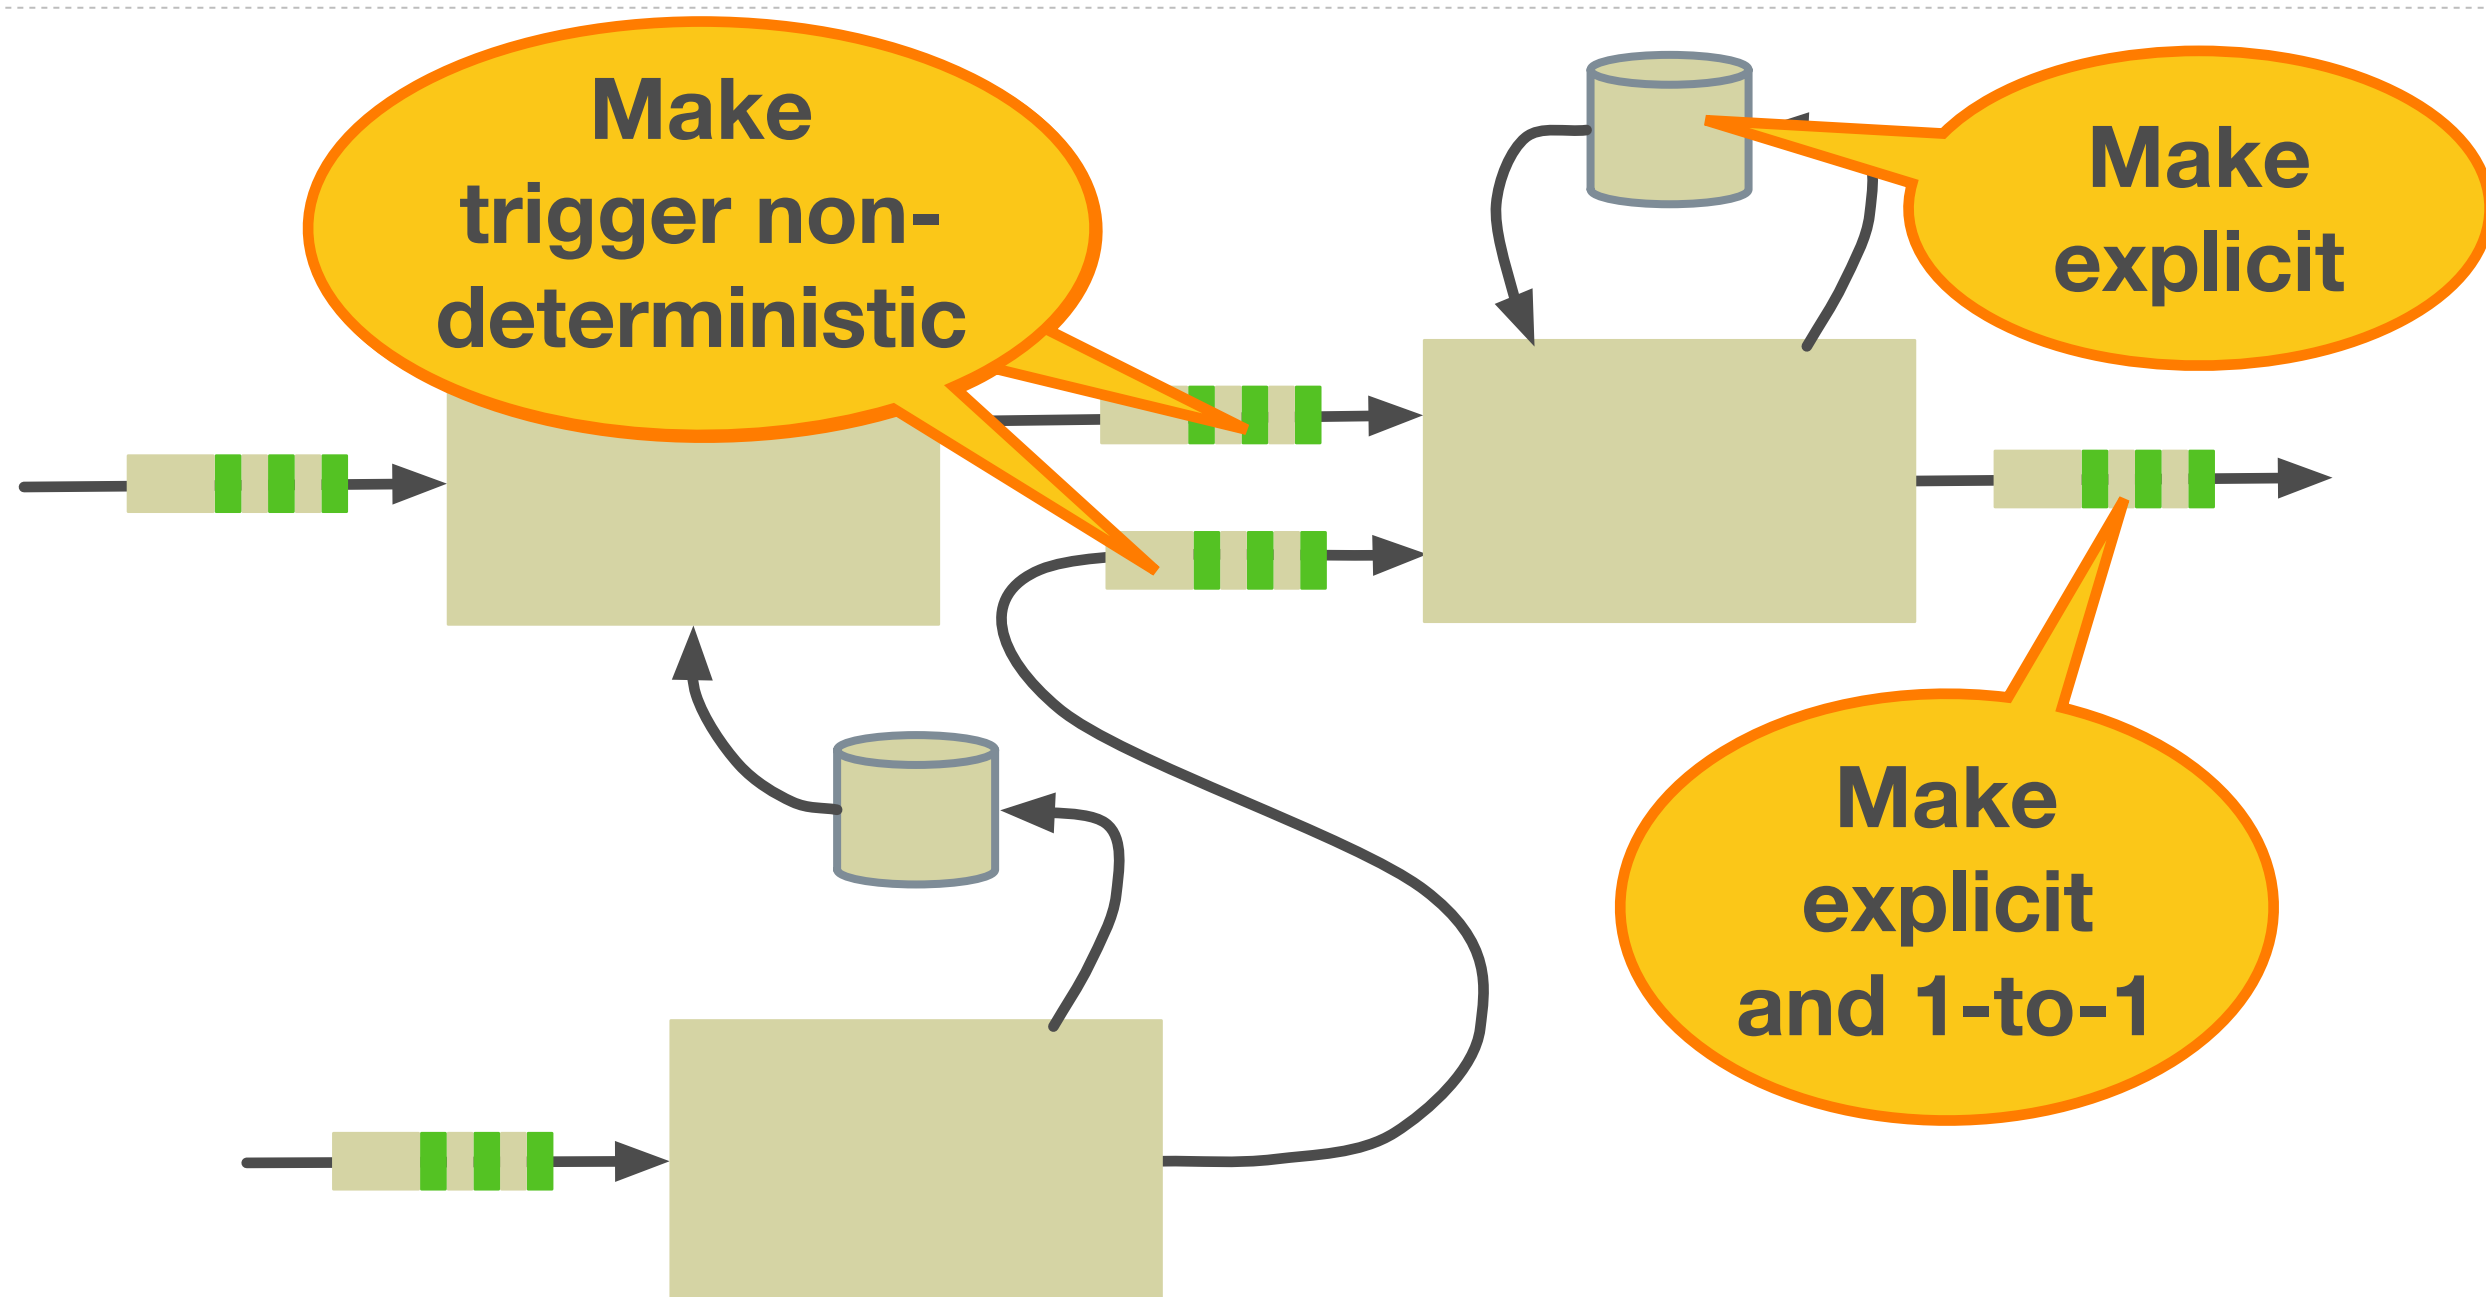 Make
trigger non-
deterministic
Make
explicit
Make
explicit
and 1-to-1